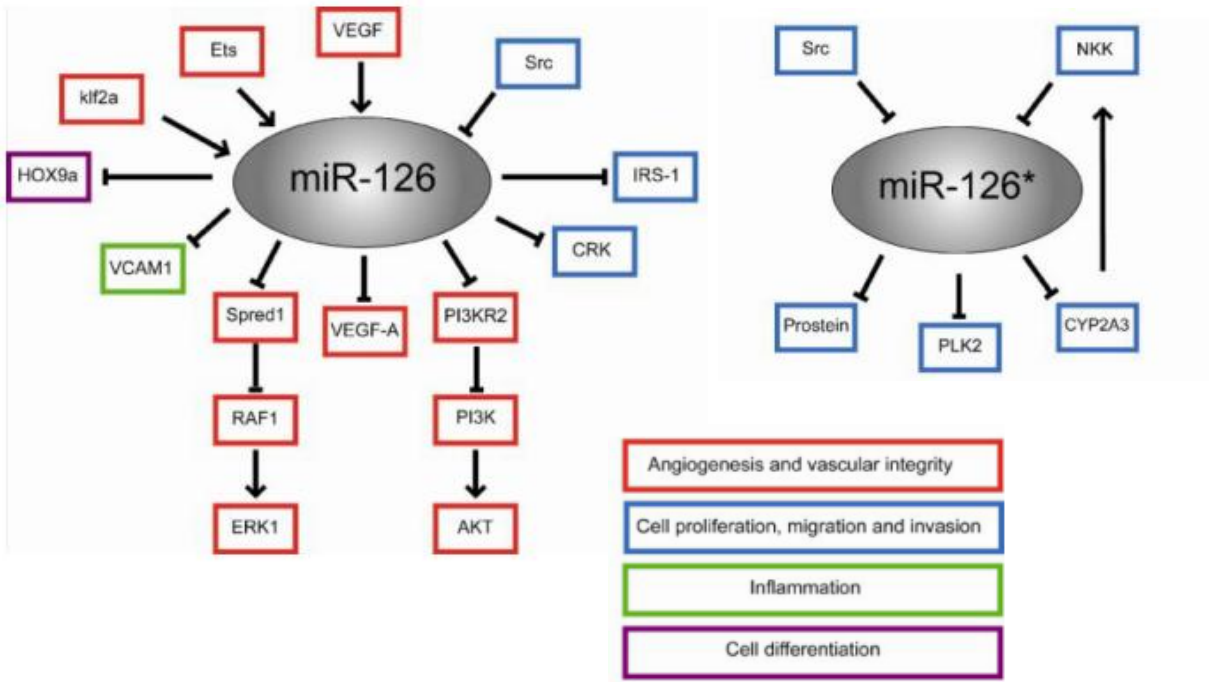 VEGF
Ets
Src
klf2a
miR-126
HOX9a
IRS-1
CRK
VCAM1
Spred1
VEGF-A
PI3KR2
RAF1
PI3K
ERK1
AKT
Src
NKK
miR-126*
Prostein
PLK2
CYP2A3
Angiogenesis and vascular integrity
Cell proliferation, migration and invasion
Inflammation
Cell differentiation